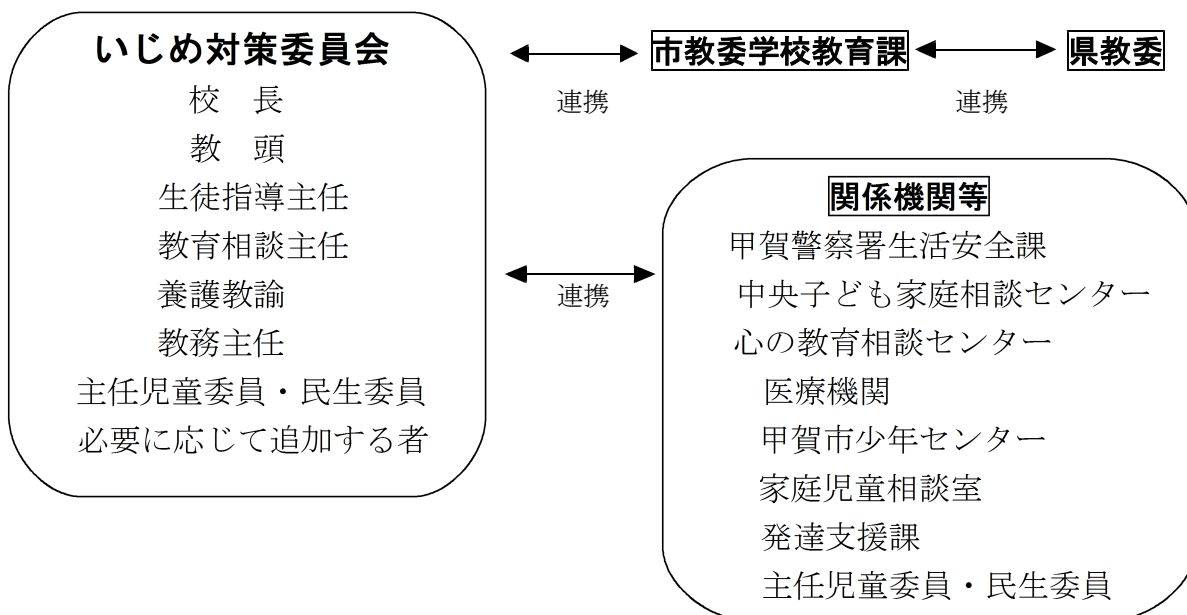 いじめ対策委員会
校　長
教　頭
生徒指導主任
教育相談主任
養護教諭
教務主任
主任児童委員・民生委員
必要に応じて追加する者
連携
市教委学校教育課
連携
県教委
連携
関係機関等
甲賀警察署生活安全課
中央子ども家庭相談センター
心の教育相談センター
医療機関
甲賀市少年センター
家庭児童相談室
発達支援課
主任児童委員・民生委員